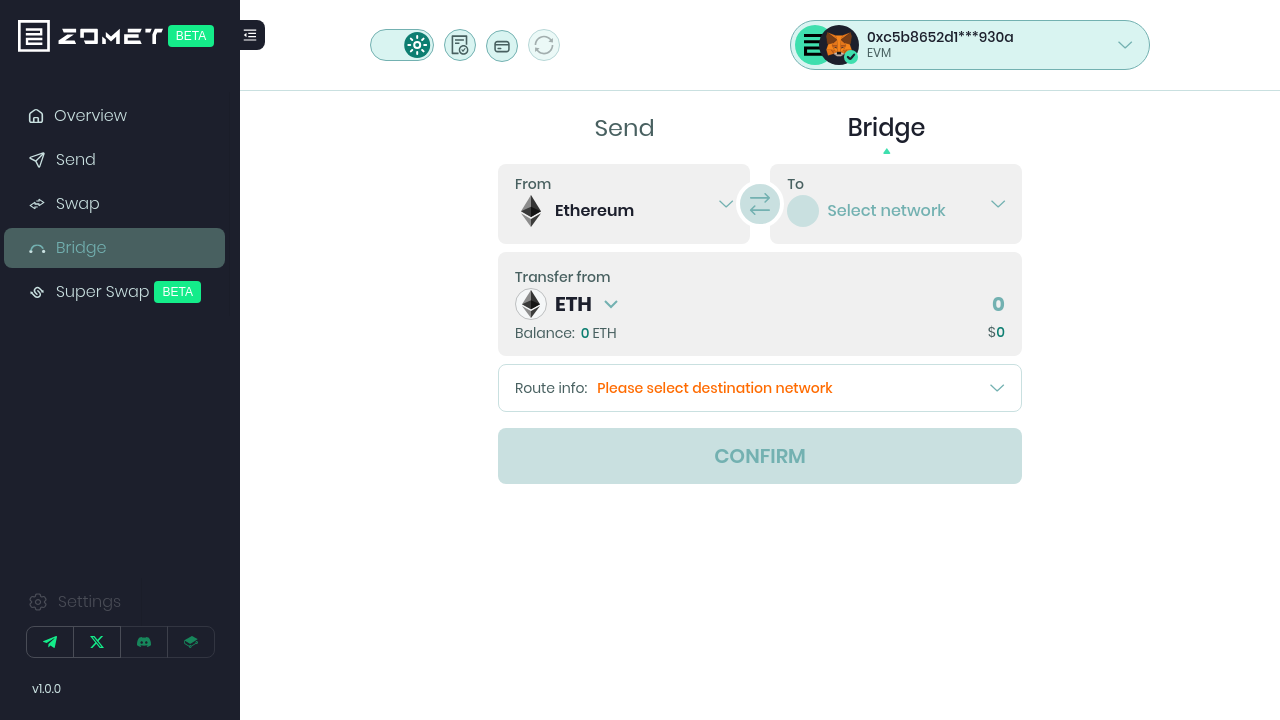 ZOMET BETA
Overview
Send
Swap
Bridge
Super Swap BETA
Settings
v1.0.0
0xc5b8652d1***930a
EVM
Send Bridge
From
Ethereum
To
Select network
Transfer from
ETH 0
Balance: 0 ETH $0
Route info: Please select destination network
CONFIRM